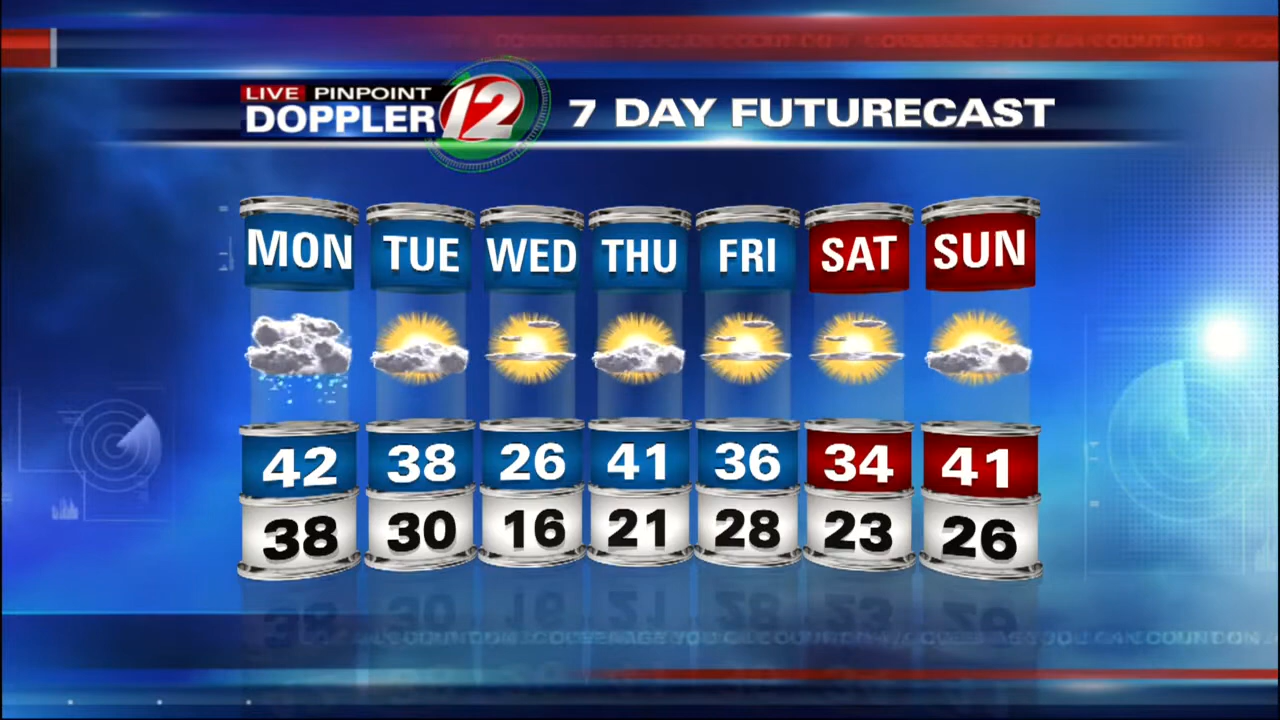 LIVE PINPOINT
DOPPLER 12
7 DAY FUTURECAST
MON TUE WED THU FRI SAT SUN
42 38 26 41 36 34 41
38 30 16 21 28 23 26